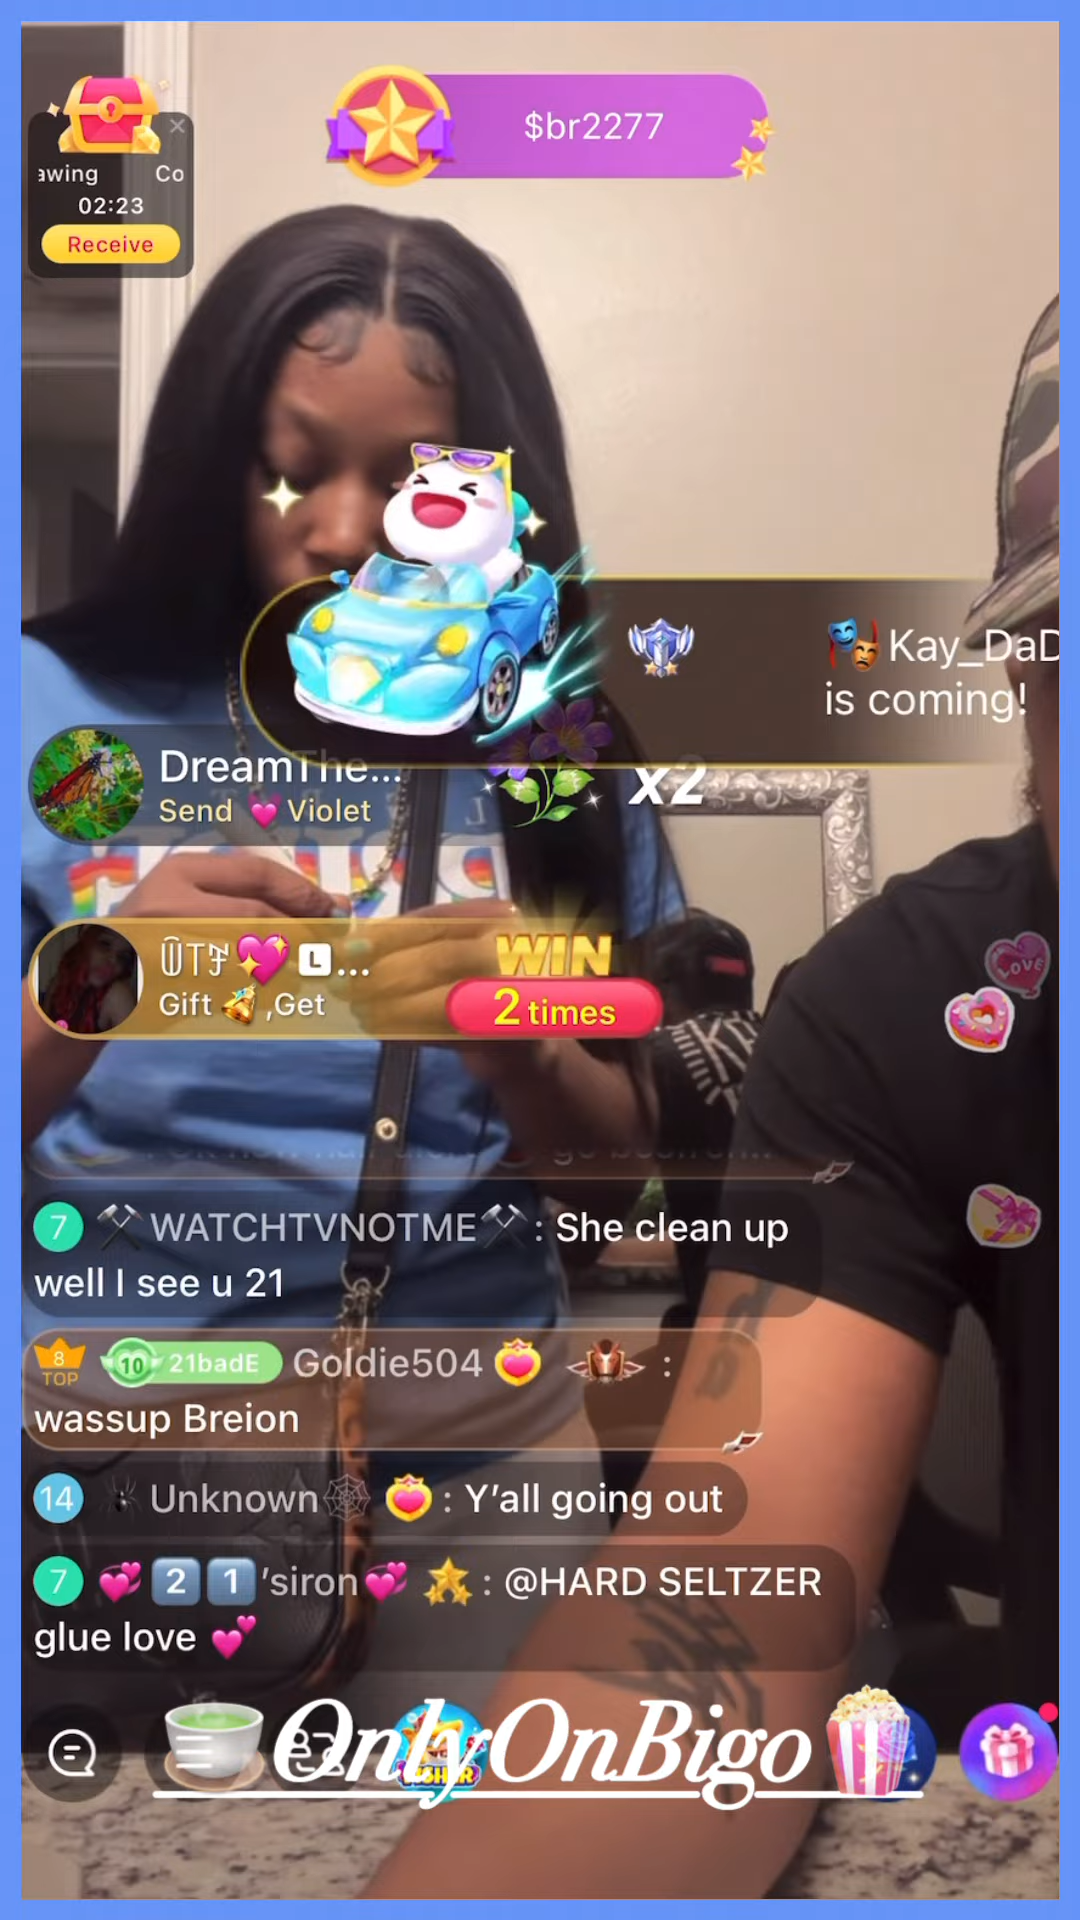 $br2277
awing Co
02:23
Receive
🎭Kay_DaD
is coming!
DreamThe...
Send 💗Violet
x2
WIN
2 times
Gift 🔔,Get
LOVE
7 ⚒WATCHTVNOTME⚒: She clean up
well I see u 21
8 TOP 10 21badE Goldie504 :
wassup Breion
14 🕷Unknown🕸 : Y'all going out
7 💞21'siron💞 : @HARD SELTZER
glue love 💕
🍵OnlyOnBigo🍿